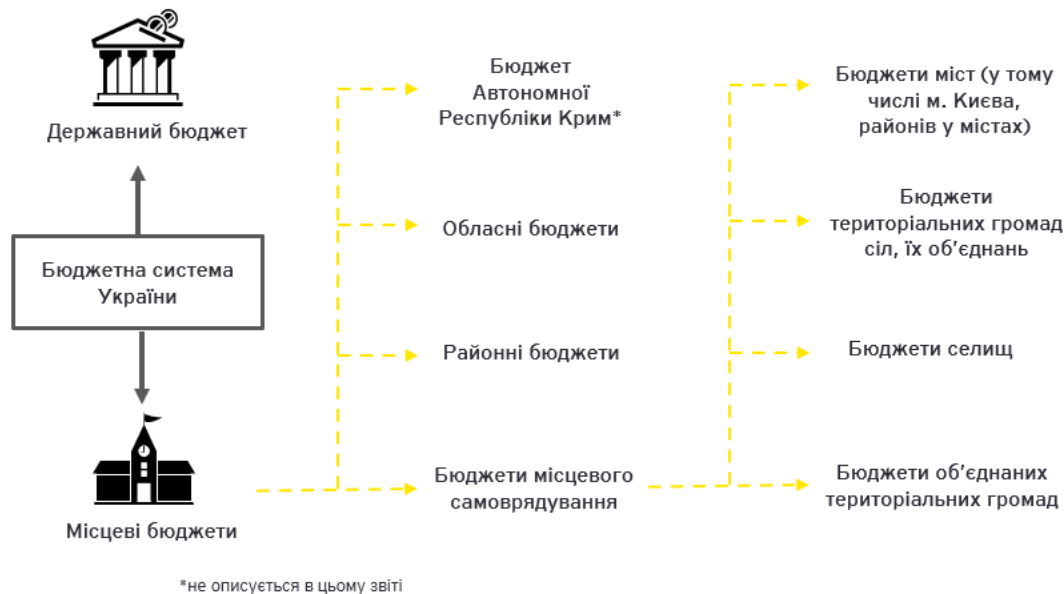 Державний бюджет
Бюджетна система
України
Місцеві бюджети
Бюджет
Автономної
Республіки Крим*
Обласні бюджети
Районні бюджети
Бюджети місцевого
самоврядування
Бюджети міст (у тому
числі м. Києва,
районів у містах)
Бюджети
територіальних громад
сіл, їх об’єднань
Бюджети селищ
Бюджети об’єднаних
територіальних громад
*не описується в цьому звіті